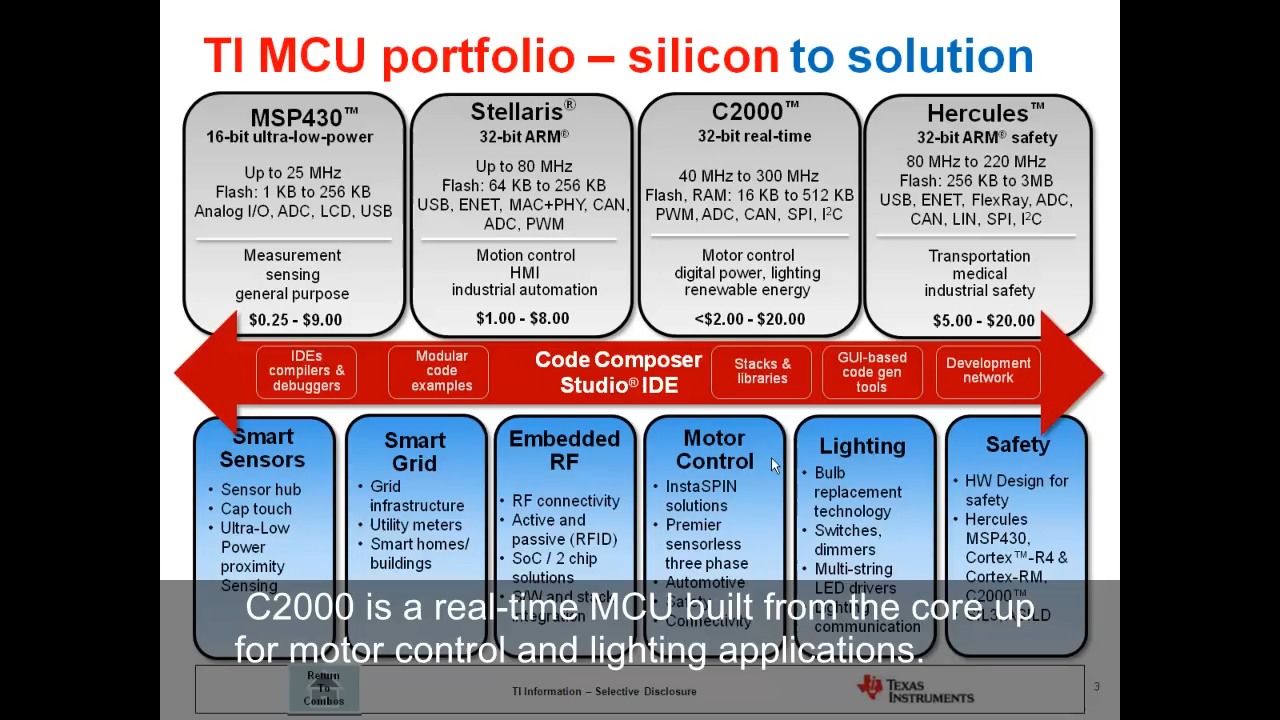 TI MCU portfolio – silicon to solution
MSP430™
16-bit ultra-low-power
Up to 25 MHz
Flash: 1 KB to 256 KB
Analog I/O, ADC, LCD, USB
Measurement
sensing
general purpose
$0.25 - $9.00
Stellaris®
32-bit ARM®
Up to 80 MHz
Flash: 64 KB to 256 KB
USB, ENET, MAC+PHY, CAN,
ADC, PWM
Motion control
HMI
industrial automation
$1.00 - $8.00
C2000™
32-bit real-time
40 MHz to 300 MHz
Flash, RAM: 16 KB to 512 KB
PWM, ADC, CAN, SPI, I2C
Motor control
digital power, lighting
renewable energy
<$2.00 - $20.00
Hercules™
32-bit ARM® safety
80 MHz to 220 MHz
Flash: 256 KB to 3MB
USB, ENET, FlexRay, ADC,
CAN, LIN, SPI, I2C
Transportation
medical
industrial safety
$5.00 - $20.00
IDEs
compilers &
debuggers
Modular
code
examples
Code Composer
Studio® IDE
Stacks &
libraries
GUI-based
code gen
tools
Development
network
Smart
Sensors
• Sensor hub
• Cap touch
• Ultra-Low
Power
proximity
Sensing
Smart
Grid
• Grid
infrastructure
• Utility meters
• Smart homes/
buildings
Embedded
RF
• RF connectivity
• Active and
passive (RFID)
• SoC / 2 chip
solutions
• S/W and stack
integration
Motor
Control
• InstaSPIN
solutions
• Premier
sensorless
three phase
• Automotive
• Safety
• Connectivity
Lighting
• Bulb
replacement
technology
• Switches,
dimmers
• Multi-string
LED drivers
• Lighting
communication
Safety
• HW Design for
safety
• Hercules
MSP430,
Cortex™-R4 &
Cortex-RM,
C2000™
C2000 is a real-time MCU built from the core up
for motor control and lighting applications.
Return
To
Combos
TI Information – Selective Disclosure
TEXAS
INSTRUMENTS
3